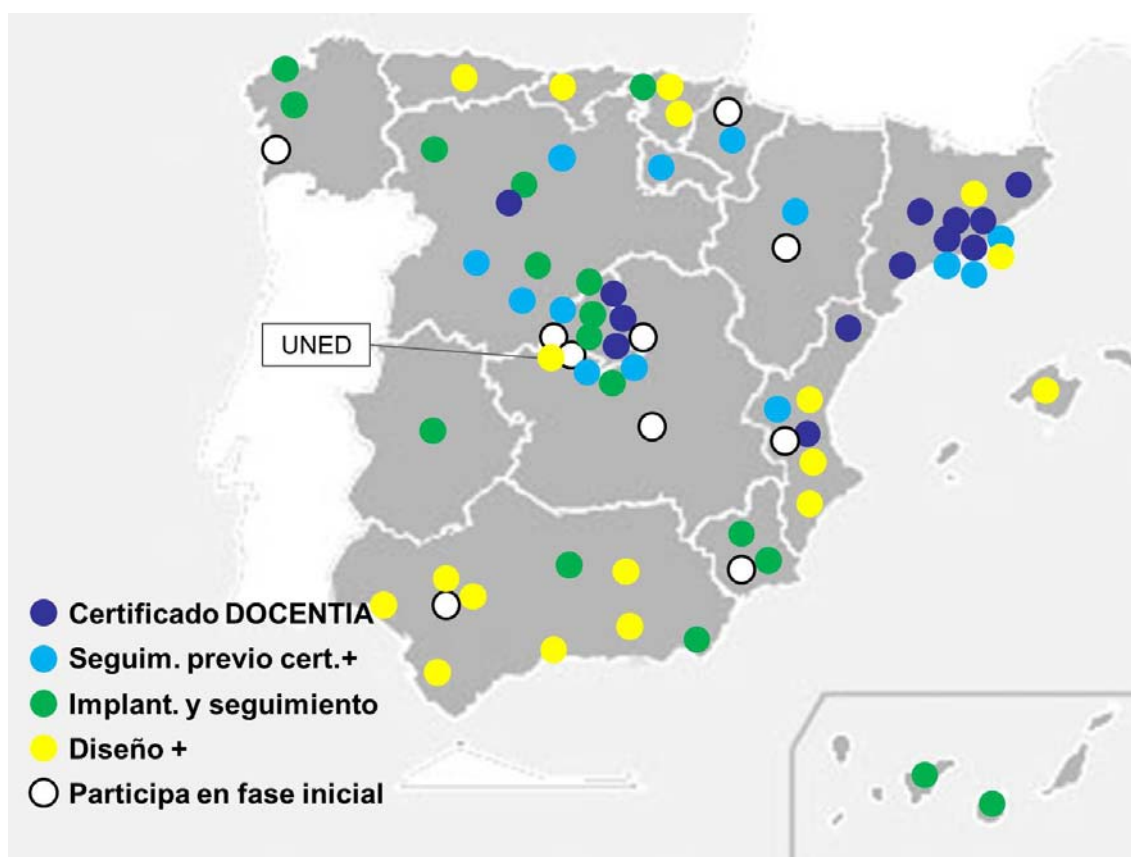 UNED
Certificado DOCENTIA
Seguim. previo cert.+
Implant. y seguimiento
Diseño +
Participa en fase inicial